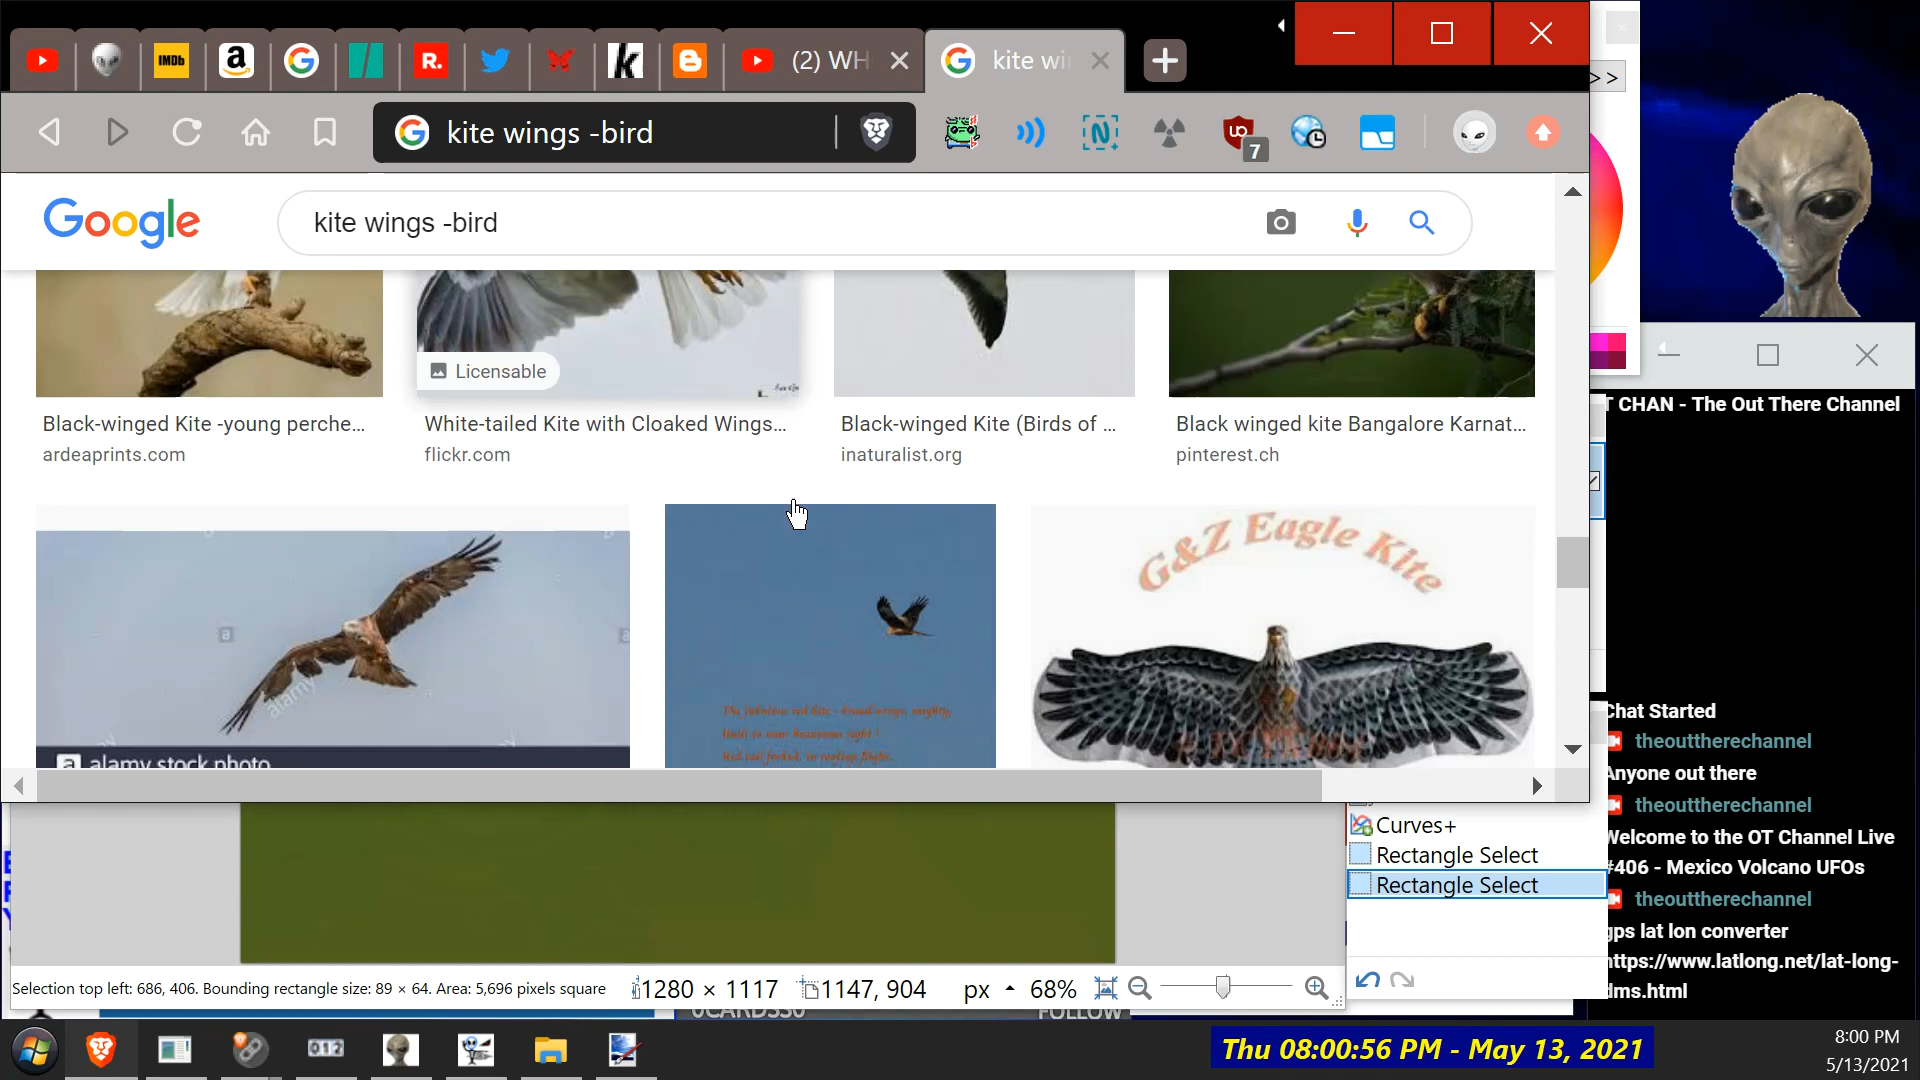 IMDb
(2) WH
kite wi
kite wings -bird
7
>>
Google
kite wings -bird
Licensable
Black-winged Kite -young perche...
ardeaprints.com
White-tailed Kite with Cloaked Wings...
flickr.com
Black-winged Kite (Birds of ...
inaturalist.org
Black winged kite Bangalore Karnat...
pinterest.ch
G&Z Eagle Kite
alamy
a alamy stock photo
T CHAN - The Out There Channel
Chat Started
theouttherechannel
Anyone out there
theouttherechannel
Welcome to the OT Channel Live
#406 - Mexico Volcano UFOs
theouttherechannel
gps lat lon converter
https://www.latlong.net/lat-long-
dms.html
Curves+
Rectangle Select
Rectangle Select
Selection top left: 686, 406. Bounding rectangle size: 89 × 64. Area: 5,696 pixels square
1280 × 1117
1147, 904
px
68%
FOLLOW
012
Thu 08:00:56 PM - May 13, 2021
8:00 PM
5/13/2021